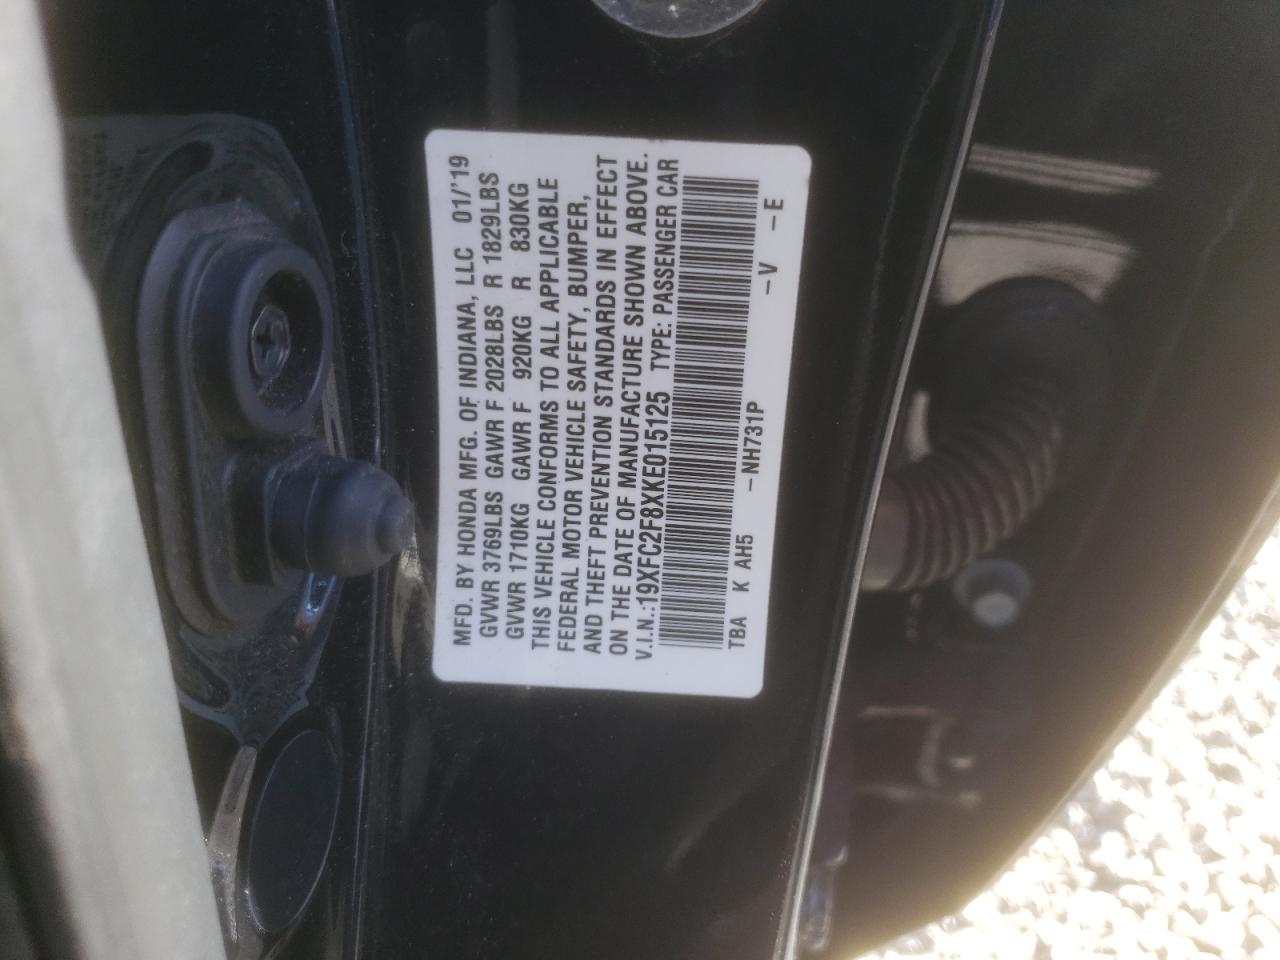 MFD. BY HONDA MFG. OF INDIANA, LLC 01/'19
GVWR 3769LBS GAWR F 2028LBS R 1829LBS
GVWR 1710KG GAWR F 920KG R 830KG
THIS VEHICLE CONFORMS TO ALL APPLICABLE
FEDERAL MOTOR VEHICLE SAFETY, BUMPER,
AND THEFT PREVENTION STANDARDS IN EFFECT
ON THE DATE OF MANUFACTURE SHOWN ABOVE.
V.I.N.:19XFC2F8XKE015125 TYPE: PASSENGER CAR
TBA K AH5 –NH731P –V –E